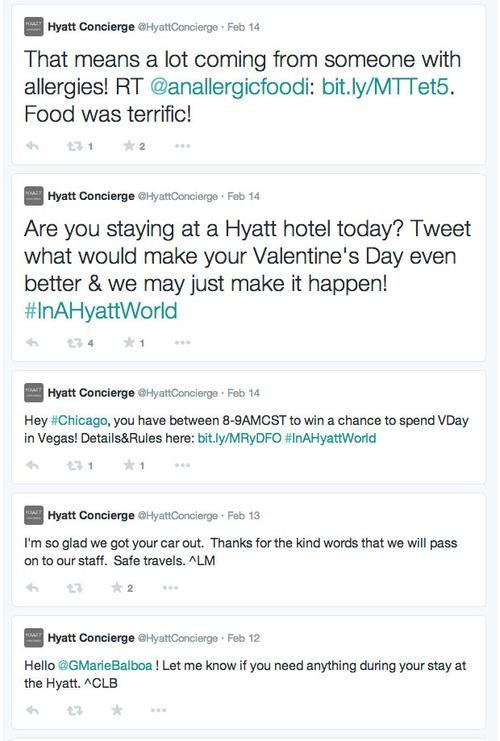 Hyatt Concierge @HyattConcierge · Feb 14
That means a lot coming from someone with
allergies! RT @anallergicfoodi: bit.ly/MTTet5.
Food was terrific!
1 2
Hyatt Concierge @HyattConcierge · Feb 14
Are you staying at a Hyatt hotel today? Tweet
what would make your Valentine's Day even
better & we may just make it happen!
#InAHyattWorld
4 1
Hyatt Concierge @HyattConcierge · Feb 14
Hey #Chicago, you have between 8-9AMCST to win a chance to spend VDay
in Vegas! Details&Rules here: bit.ly/MRyDFO #InAHyattWorld
1 1
Hyatt Concierge @HyattConcierge · Feb 13
I'm so glad we got your car out. Thanks for the kind words that we will pass
on to our staff. Safe travels. ^LM
2
Hyatt Concierge @HyattConcierge · Feb 12
Hello @GMarieBalboa ! Let me know if you need anything during your stay at
the Hyatt. ^CLB